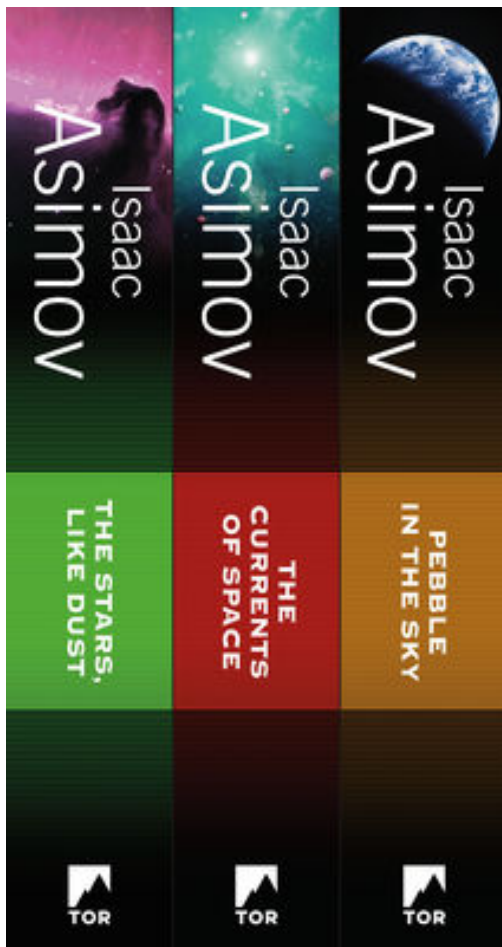 Isaac
Asimov
THE STARS,
LIKE DUST
TOR
Isaac
Asimov
THE
CURRENTS
OF SPACE
TOR
Isaac
Asimov
PEBBLE
IN THE SKY
TOR